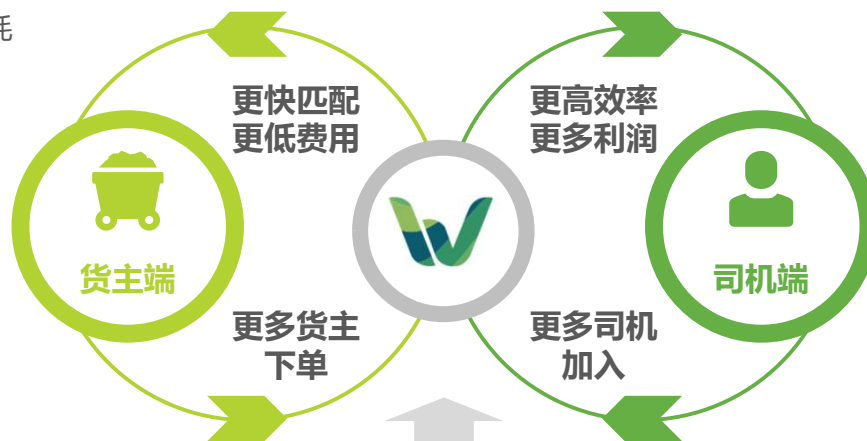 耗
更快匹配
更低费用
更高效率
更多利润
货主端
司机端
更多货主
下单
更多司机
加入